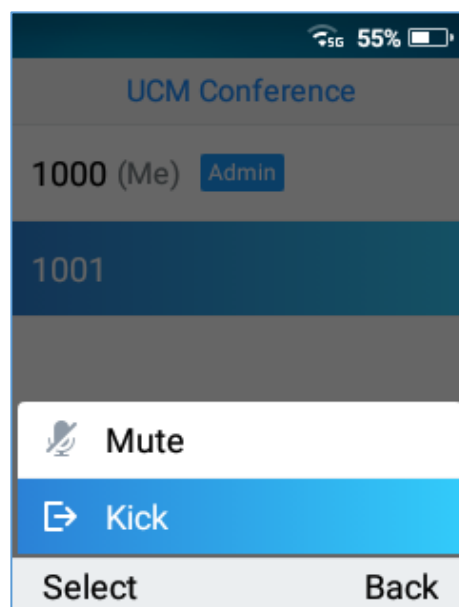 5G 55%
UCM Conference
1000 (Me) Admin
1001
Mute
Kick
Select Back